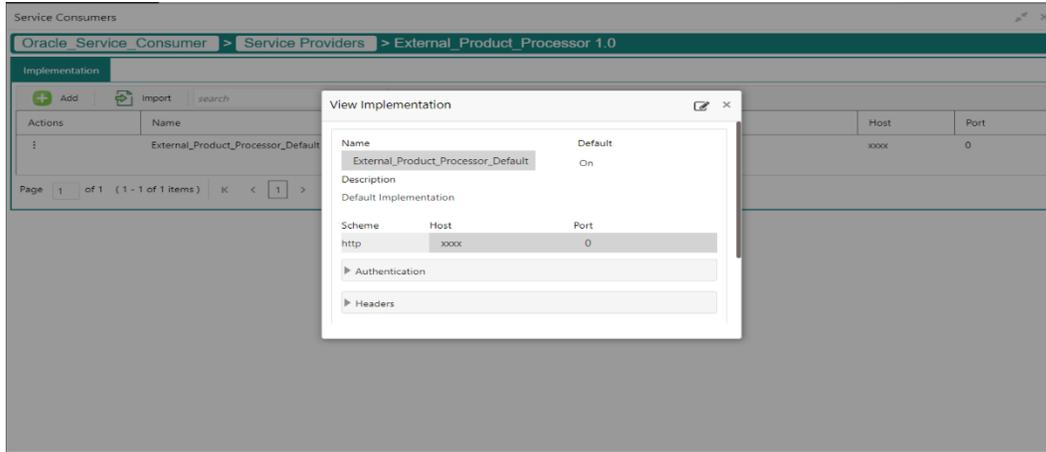 Service Consumers
Oracle_Service_Consumer > Service Providers > External_Product_Processor 1.0
Implementation
Add Import search
Actions Name Host Port
External_Product_Processor_Default xxxx 0
Page 1 of 1 (1 - 1 of 1 items) K < 1 >
View Implementation
Name Default
External_Product_Processor_Default On
Description
Default Implementation
Scheme Host Port
http xxxx 0
Authentication
Headers